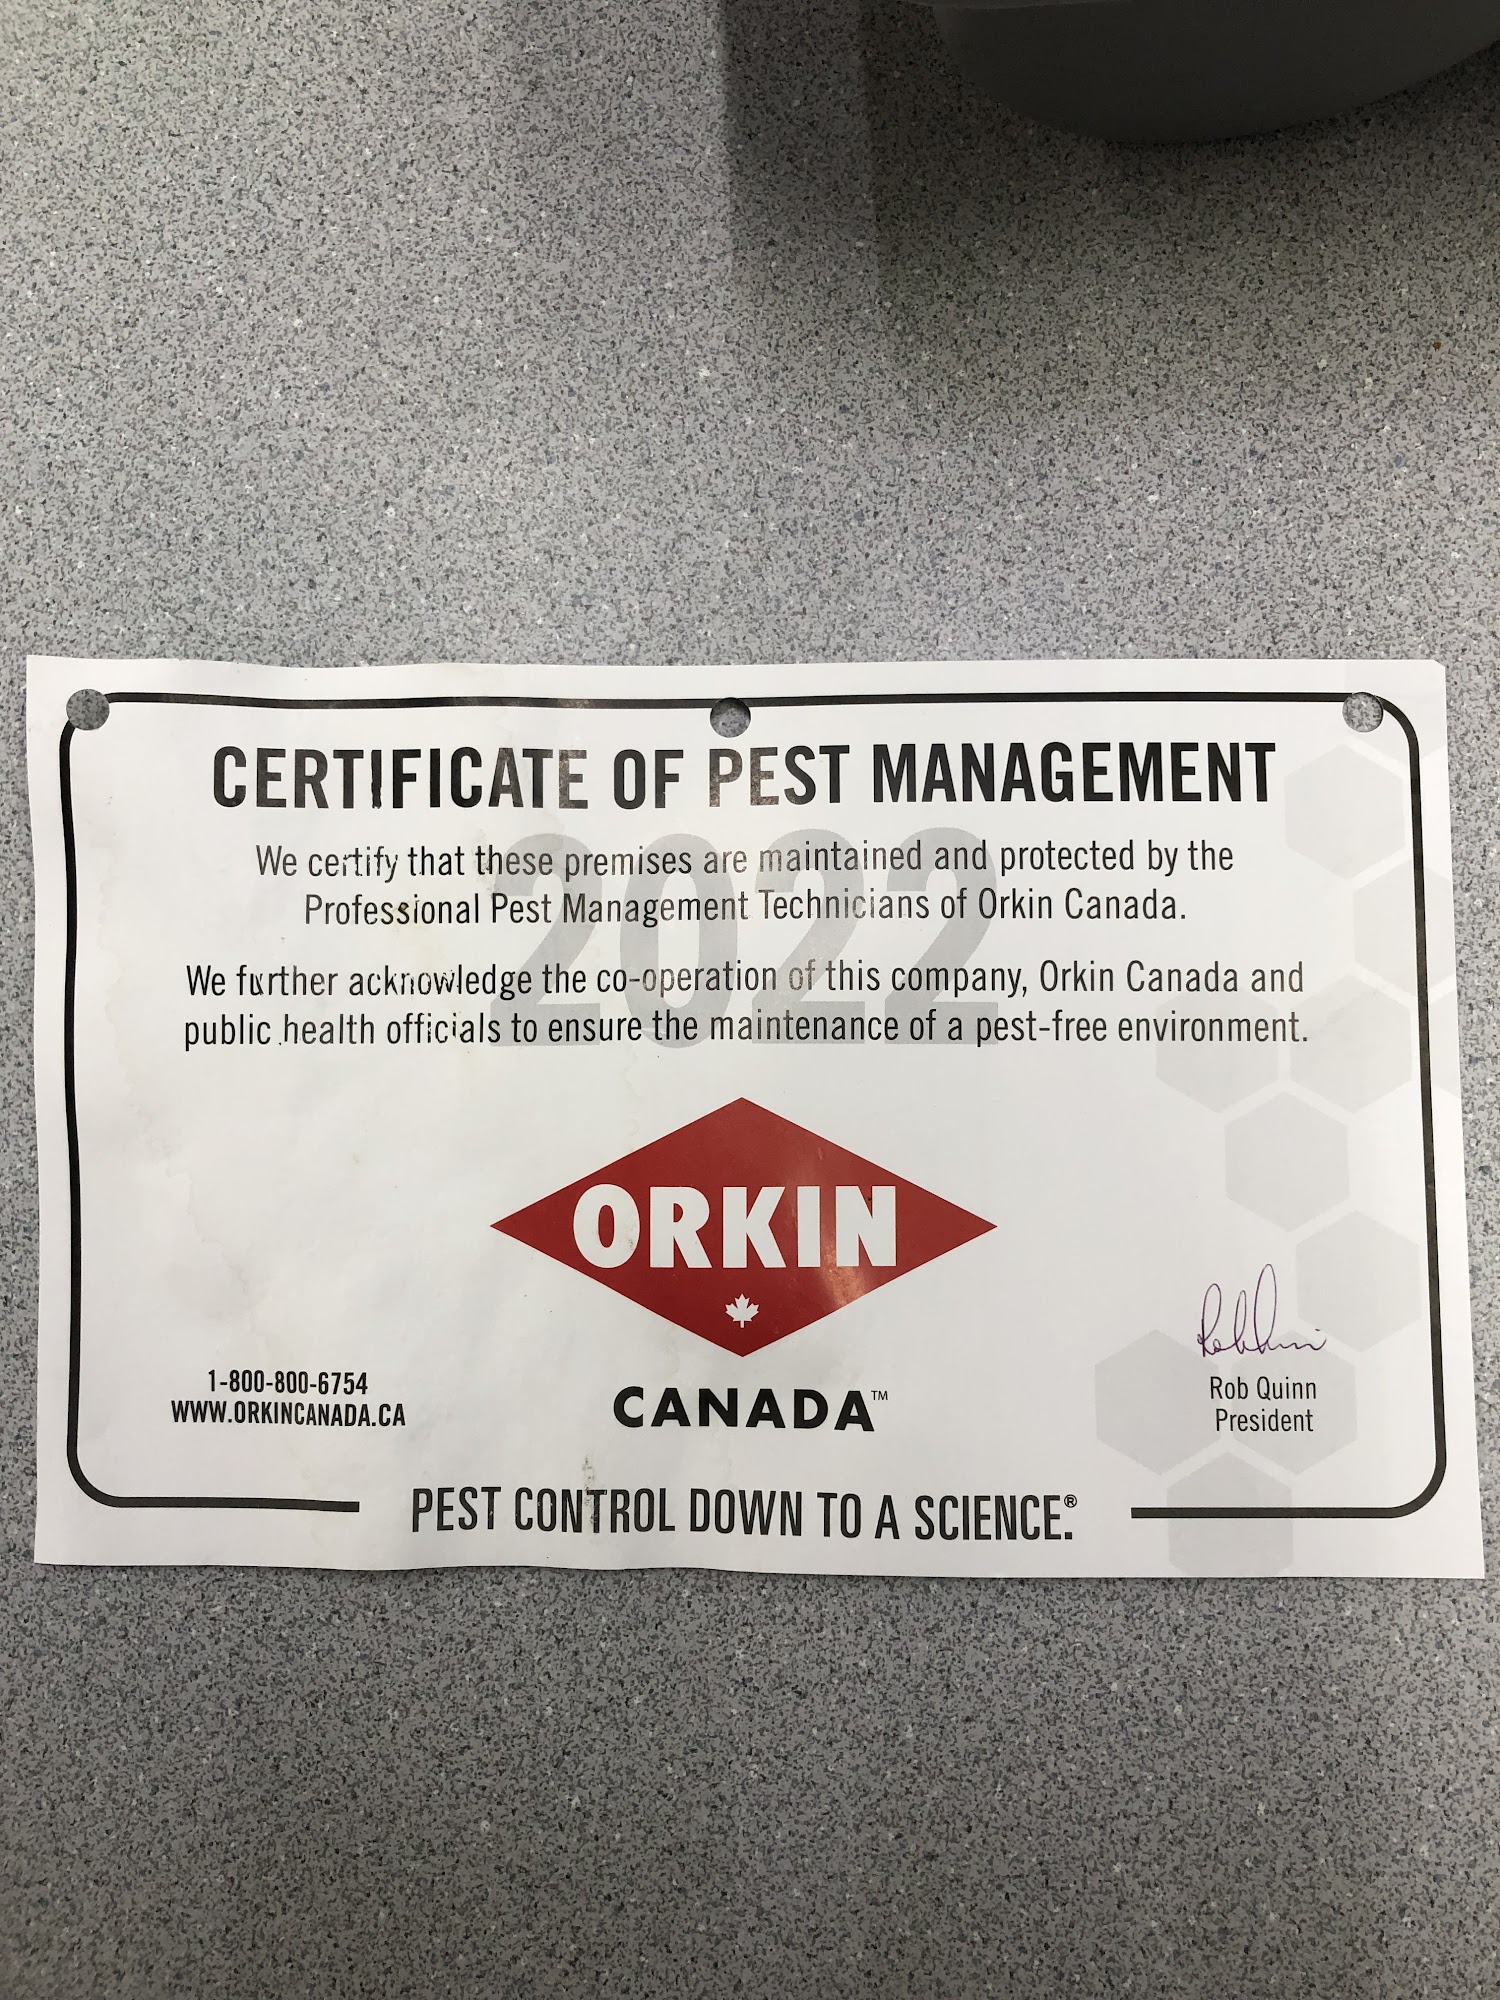 CERTIFICATE OF PEST MANAGEMENT
2022
We certify that these premises are maintained and protected by the
Professional Pest Management Technicians of Orkin Canada.
We further acknowledge the co-operation of this company, Orkin Canada and
public health officials to ensure the maintenance of a pest-free environment.
ORKIN
CANADA™
1-800-800-6754
WWW.ORKINCANADA.CA
Rob Quinn
Rob Quinn
President
PEST CONTROL DOWN TO A SCIENCE.®